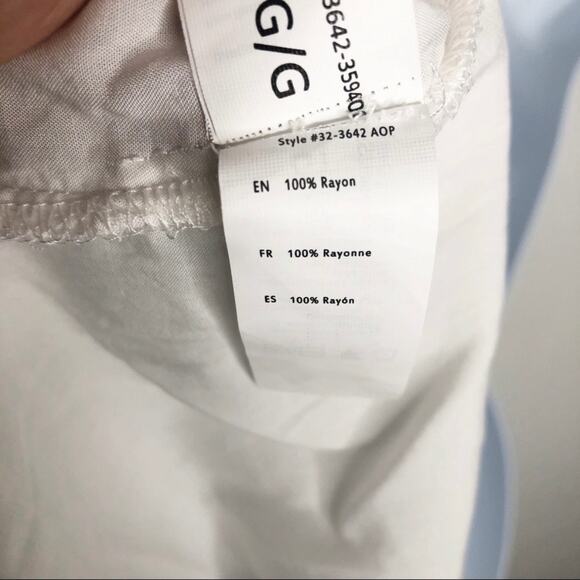 G/G
3642-35940
Style #32-3642 AOP
EN 100% Rayon
FR 100% Rayonne
ES 100% Rayón